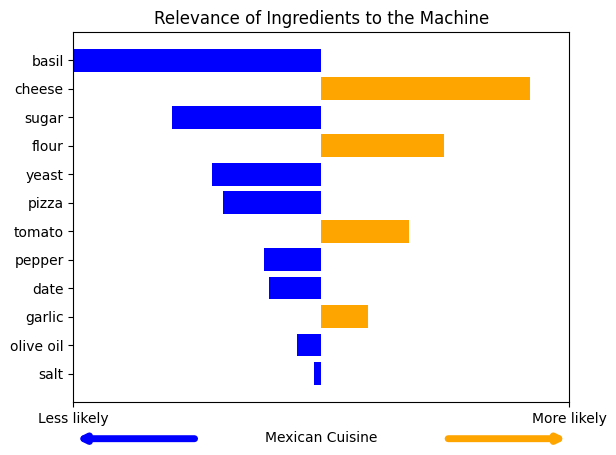 Relevance of Ingredients to the Machine
basil
cheese
sugar
flour
yeast
pizza
tomato
pepper
date
garlic
olive oil
salt
Less likely
More likely
Mexican Cuisine